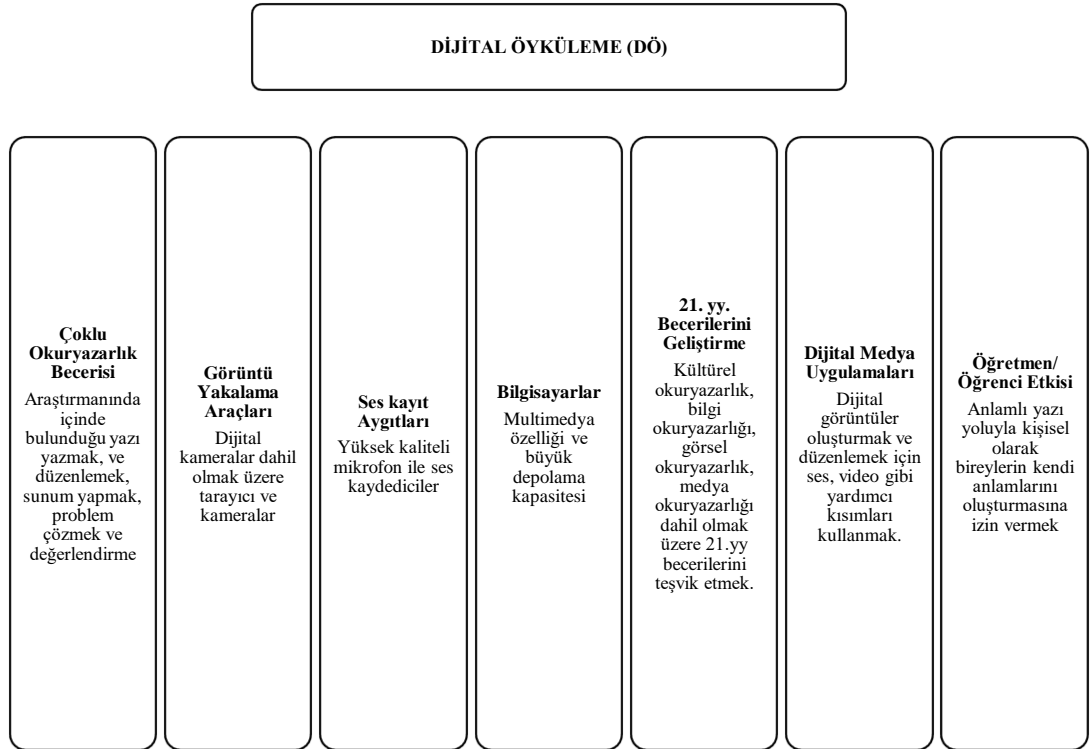 DİJİTAL ÖYKÜLEME (DÖ)
Çoklu
Okuryazarlık
Becerisi
Araştırmanında
içinde
bulunduğu yazı
yazmak, ve
düzenlemek,
sunum yapmak,
problem
çözmek ve
değerlendirme
Görüntü
Yakalama
Araçları
Dijital
kameralar dahil
olmak üzere
tarayıcı ve
kameralar
Ses kayıt
Aygıtları
Yüksek kaliteli
mikrofon ile ses
kaydediciler
Bilgisayarlar
Multimedya
özelliği ve
büyük
depolama
kapasitesi
21. yy.
Becerilerini
Geliştirme
Kültürel
okuryazarlık,
bilgi
okuryazarlığı,
görsel
okuryazarlık,
medya
okuryazarlığı
dahil olmak
üzere 21.yy
becerilerini
teşvik etmek.
Dijital Medya
Uygulamaları
Dijital
görüntüler
oluşturmak ve
düzenlemek için
ses, video gibi
yardımcı
kısımları
kullanmak.
Öğretmen/
Öğrenci Etkisi
Anlamlı yazı
yoluyla kişisel
olarak
bireylerin kendi
anlamlarını
oluşturmasına
izin vermek